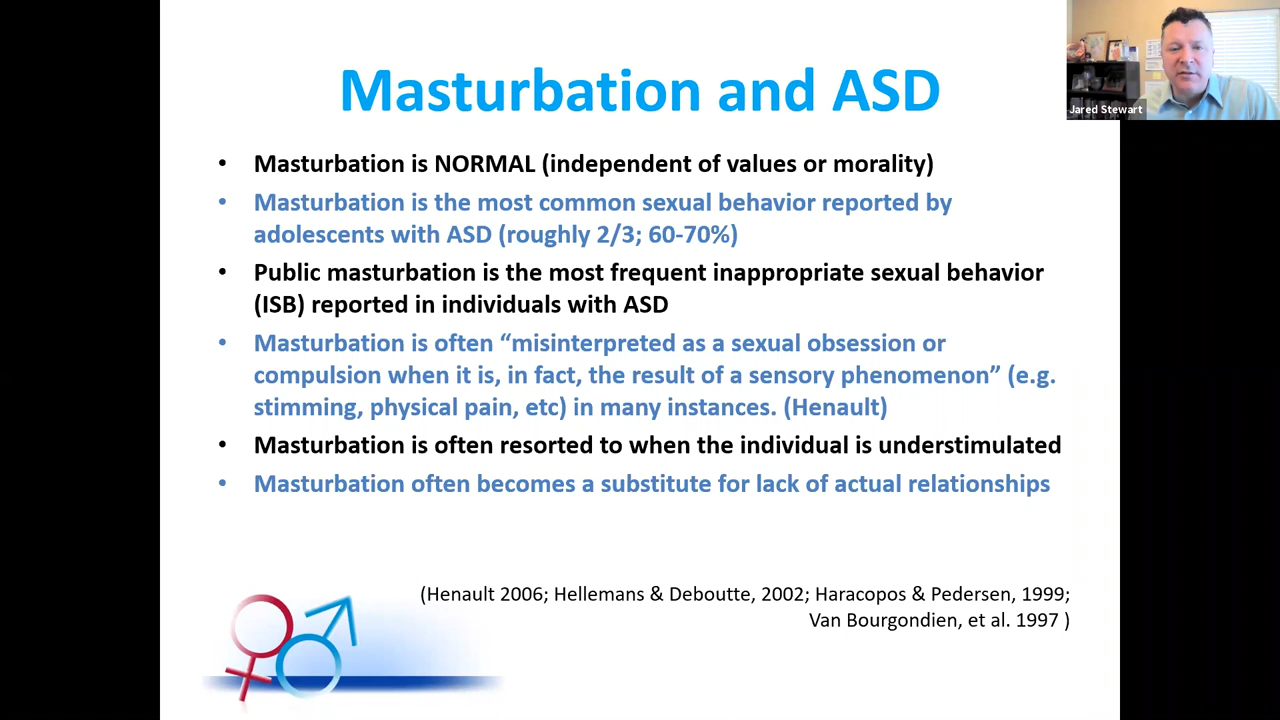 Masturbation and ASD
Jared Stewart
• Masturbation is NORMAL (independent of values or morality)
• Masturbation is the most common sexual behavior reported by
adolescents with ASD (roughly 2/3; 60-70%)
• Public masturbation is the most frequent inappropriate sexual behavior
(ISB) reported in individuals with ASD
• Masturbation is often “misinterpreted as a sexual obsession or
compulsion when it is, in fact, the result of a sensory phenomenon” (e.g.
stimming, physical pain, etc) in many instances. (Henault)
• Masturbation is often resorted to when the individual is understimulated
• Masturbation often becomes a substitute for lack of actual relationships
(Henault 2006; Hellemans & Deboutte, 2002; Haracopos & Pedersen, 1999;
Van Bourgondien, et al. 1997 )